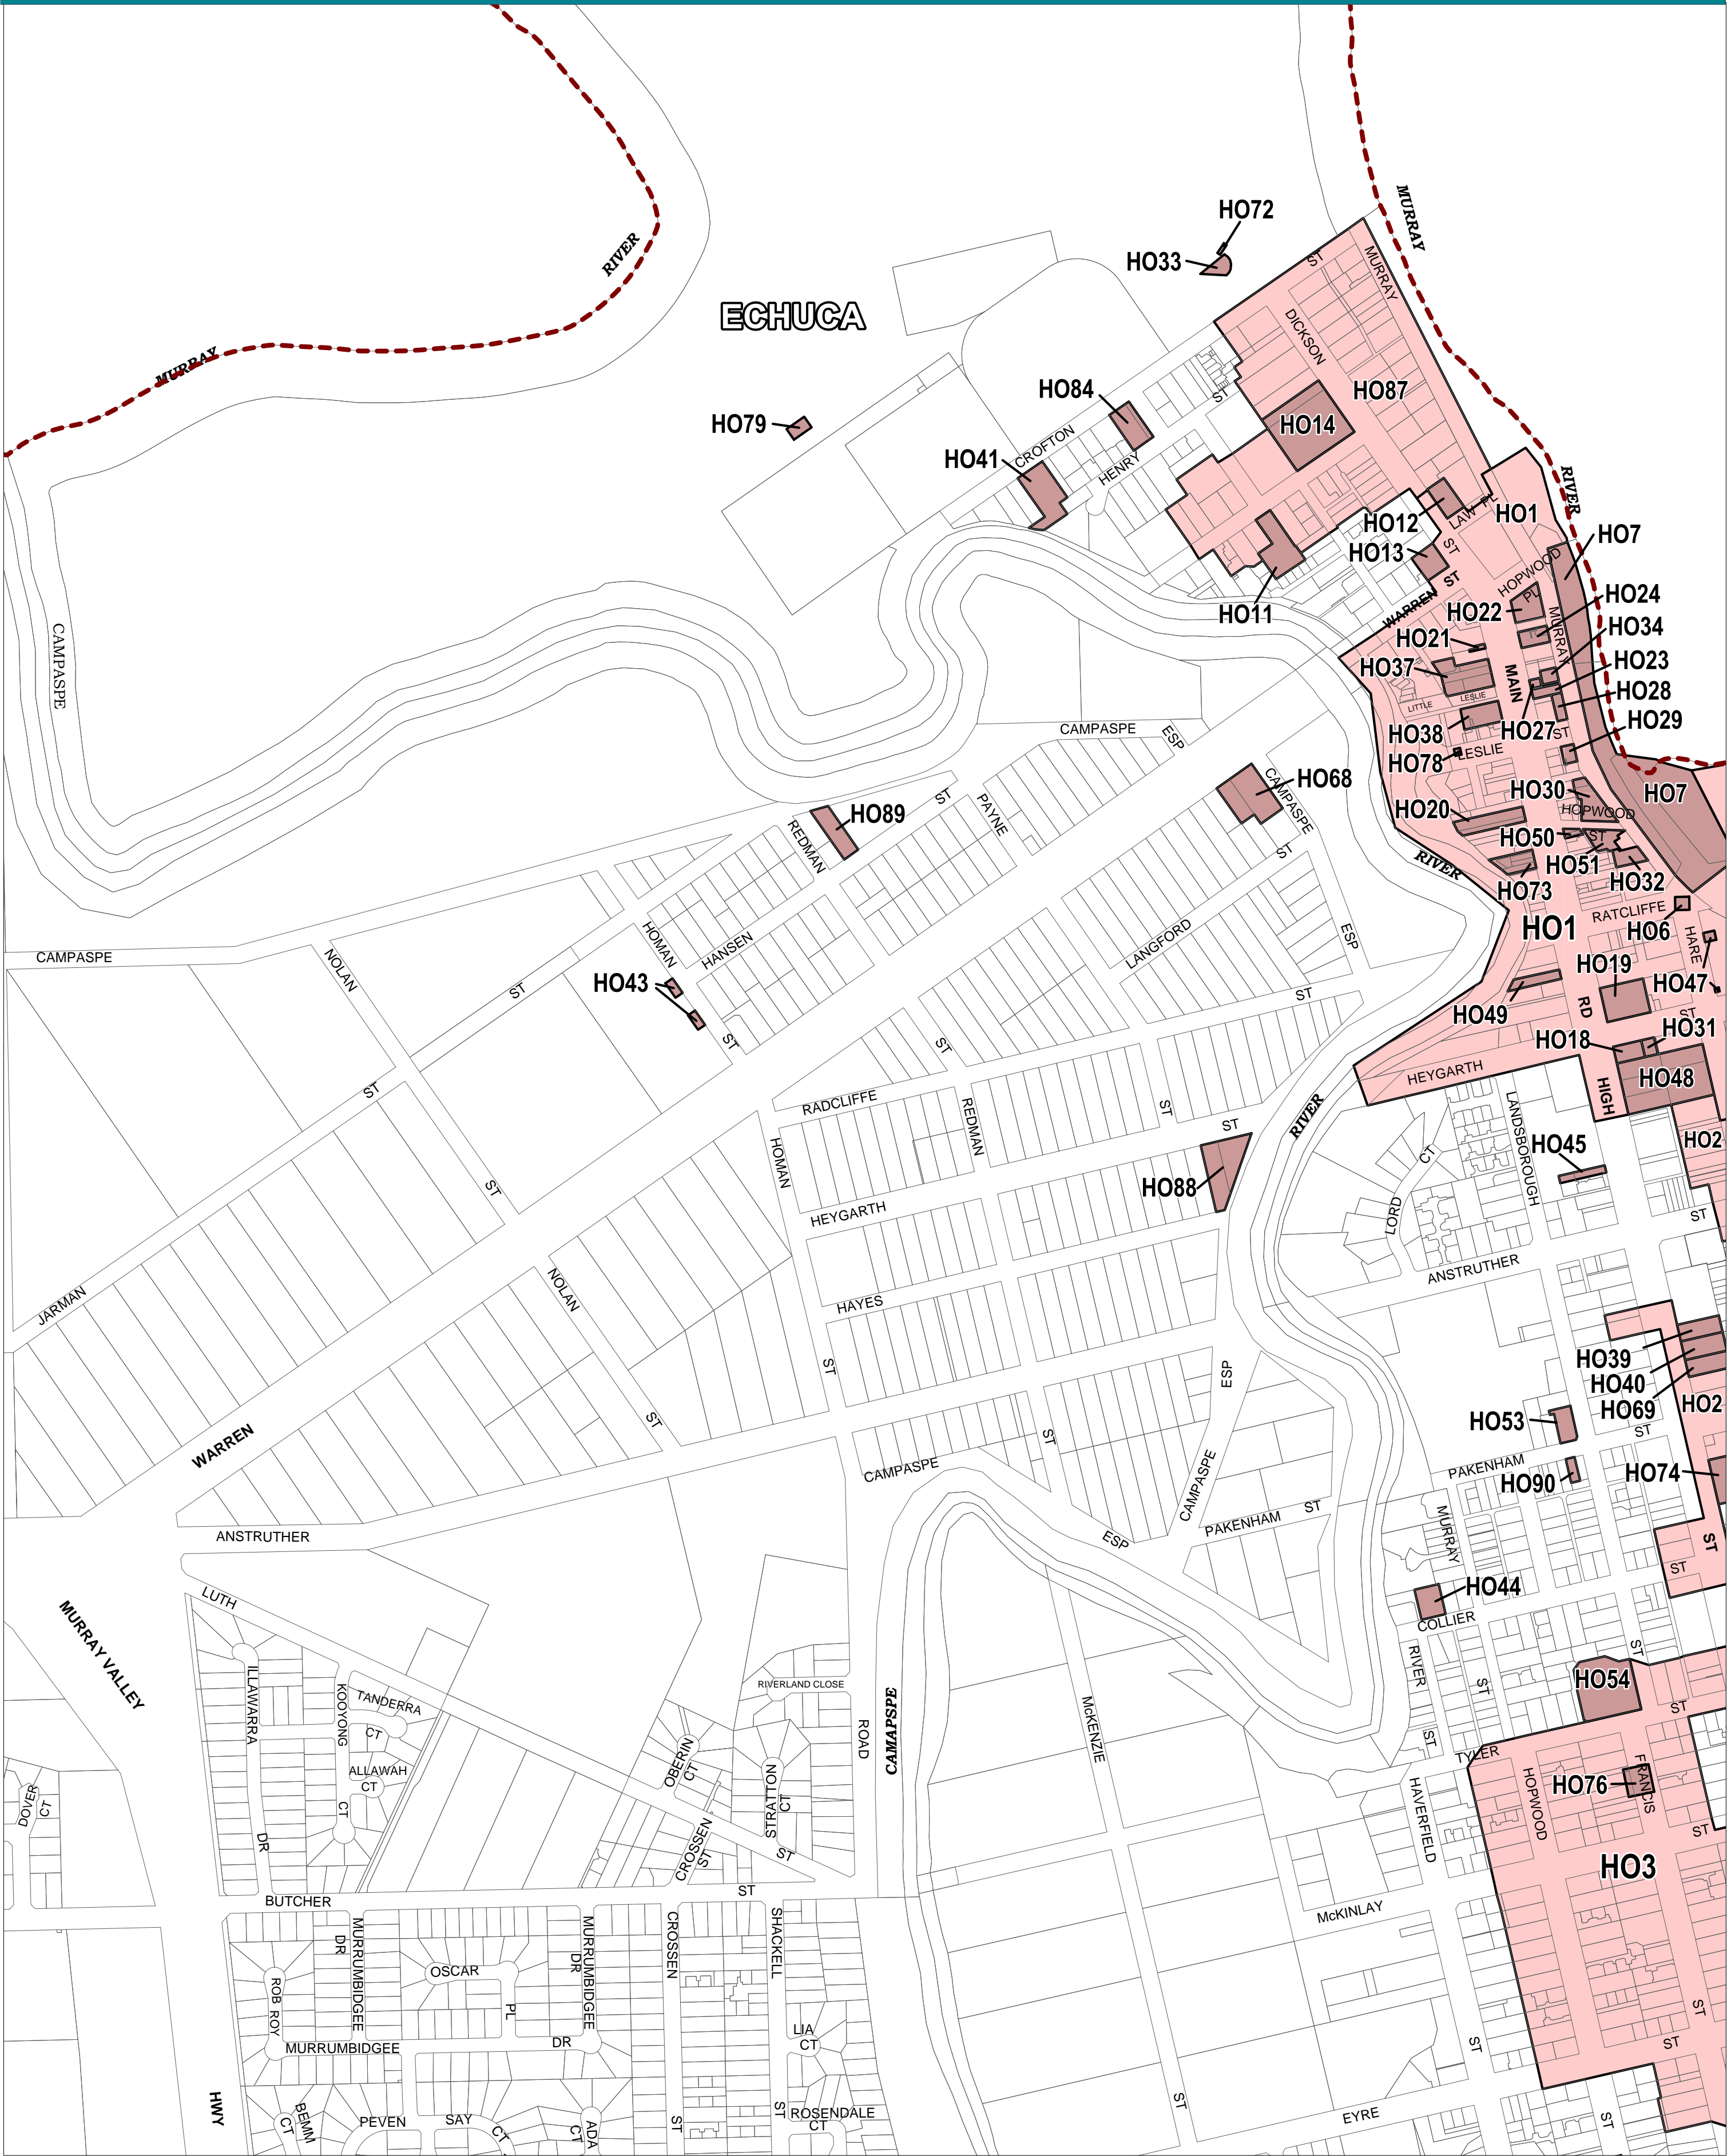 MURRAY
HO72
RIVER
HO33
ST
MURRAY
ECHUCA
DICKSON
MURRAY
HO84
HO87
ST
HO79
HO14
CROFTON
HO41
HENRY
RIVER
LAW PL
HO1
HO12
HO7
ST
HO13
HOPWOOD
PL
ST
WARREN
HO24
HO22
HO11
MURRAY
HO34
HO21
CAMPASPE
HO37
HO23
MAIN
HO28
LESLIE
LITTLE
HO29
CAMPASPE
ESP
HO38
HO27
ST
LESLIE
HO78
CAMPASPE
HO68
HO30
HO7
ST
PAYNE
HO89
HO20
HOPWOOD
REDMAN
HO50
ST
ST
HO51
RIVER
HO32
HO73
RATCLIFFE
HO1
HO6
HOMAN
HANSEN
LANGFORD
ESP
HARE
CAMPASPE
NOLAN
HO19
HO43
ST
ST
HO47
RD
HO49
ST
HO31
ST
ST
HO18
HEYGARTH
HO48
ST
RADCLIFFE
HIGH
LANDSBOROUGH
REDMAN
ST
RIVER
ST
HO2
HOMAN
CT
HO45
ST
HO88
HEYGARTH
LORD
ST
ANSTRUTHER
NOLAN
JARMAN
HAYES
HO39
ST
ESP
HO40
HO69
HO2
ST
HO53
ST
WARREN
ST
CAMPASPE
PAKENHAM
CAMPASPE
HO74
HO90
ST
PAKENHAM
ANSTRUTHER
ESP
MURRAY
ST
ST
LUTH
HO44
COLLIER
MURRAY VALLEY
ILLAWARRA
KOOYONG
TANDERRA
CT
RIVERLAND CLOSE
RIVER
ST
ST
HO54
ST
CAMAPSPE
McKENZIE
ROAD
ST
OBERIN
CT
TYLER
ALLAWAH
CT
STRATTON
CT
HAVERFIELD
HOPWOOD
HO76
FRANCIS
DOVER
CT
CT
DR
CROSSEN
ST
ST
ST
HO3
BUTCHER
ST
McKINLAY
DR
MURRUMBIDGEE
MURRUMBIDGEE
DR
CROSSEN
SHACKELL
OSCAR
ROB ROY
PL
ST
LIA
CT
DR
MURRUMBIDGEE
ST
ST
HWY
BEMM
CT
PEVEN
SAY
CT
ADA
CT
ST
ST
ROSENDALE
CT
ST
EYRE
ST